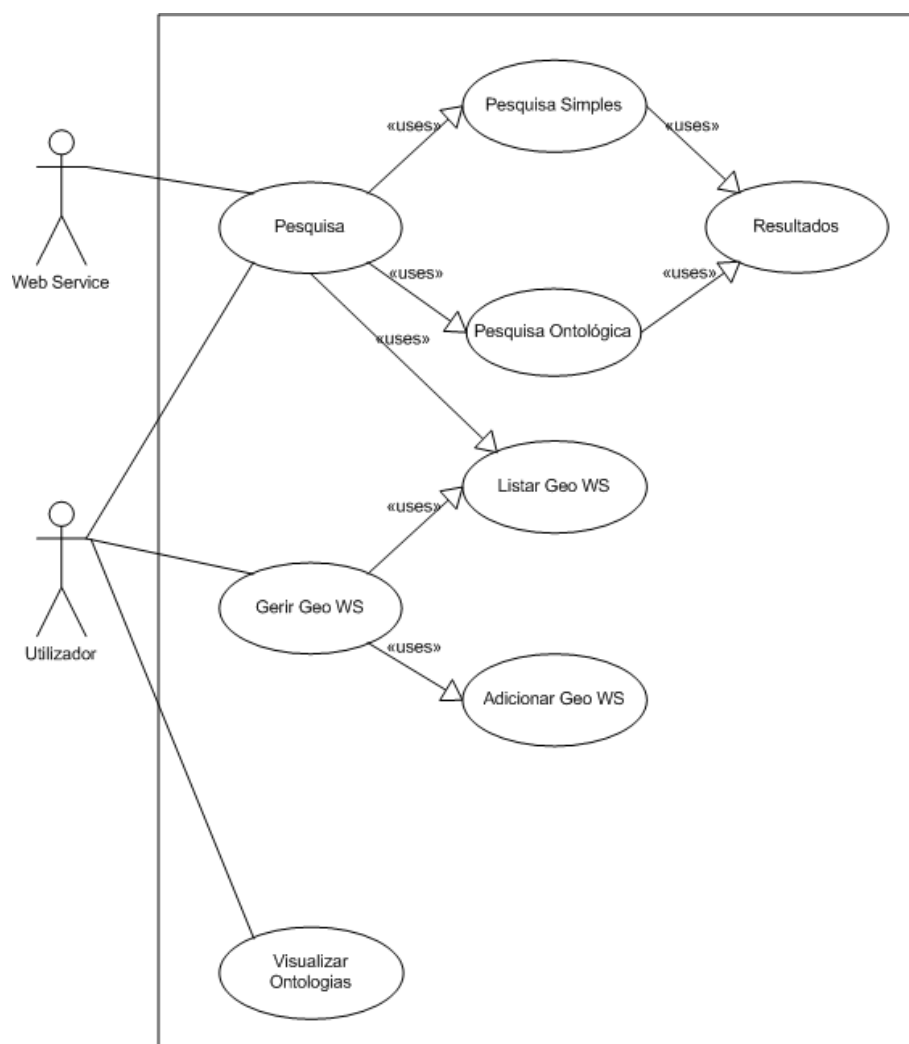 Pesquisa Simples
«uses»
«uses»
Pesquisa
Resultados
Web Service
«uses»
«uses»
Pesquisa Ontológica
«uses»
Listar Geo WS
«uses»
Gerir Geo WS
Utilizador
«uses»
Adicionar Geo WS
Visualizar
Ontologias